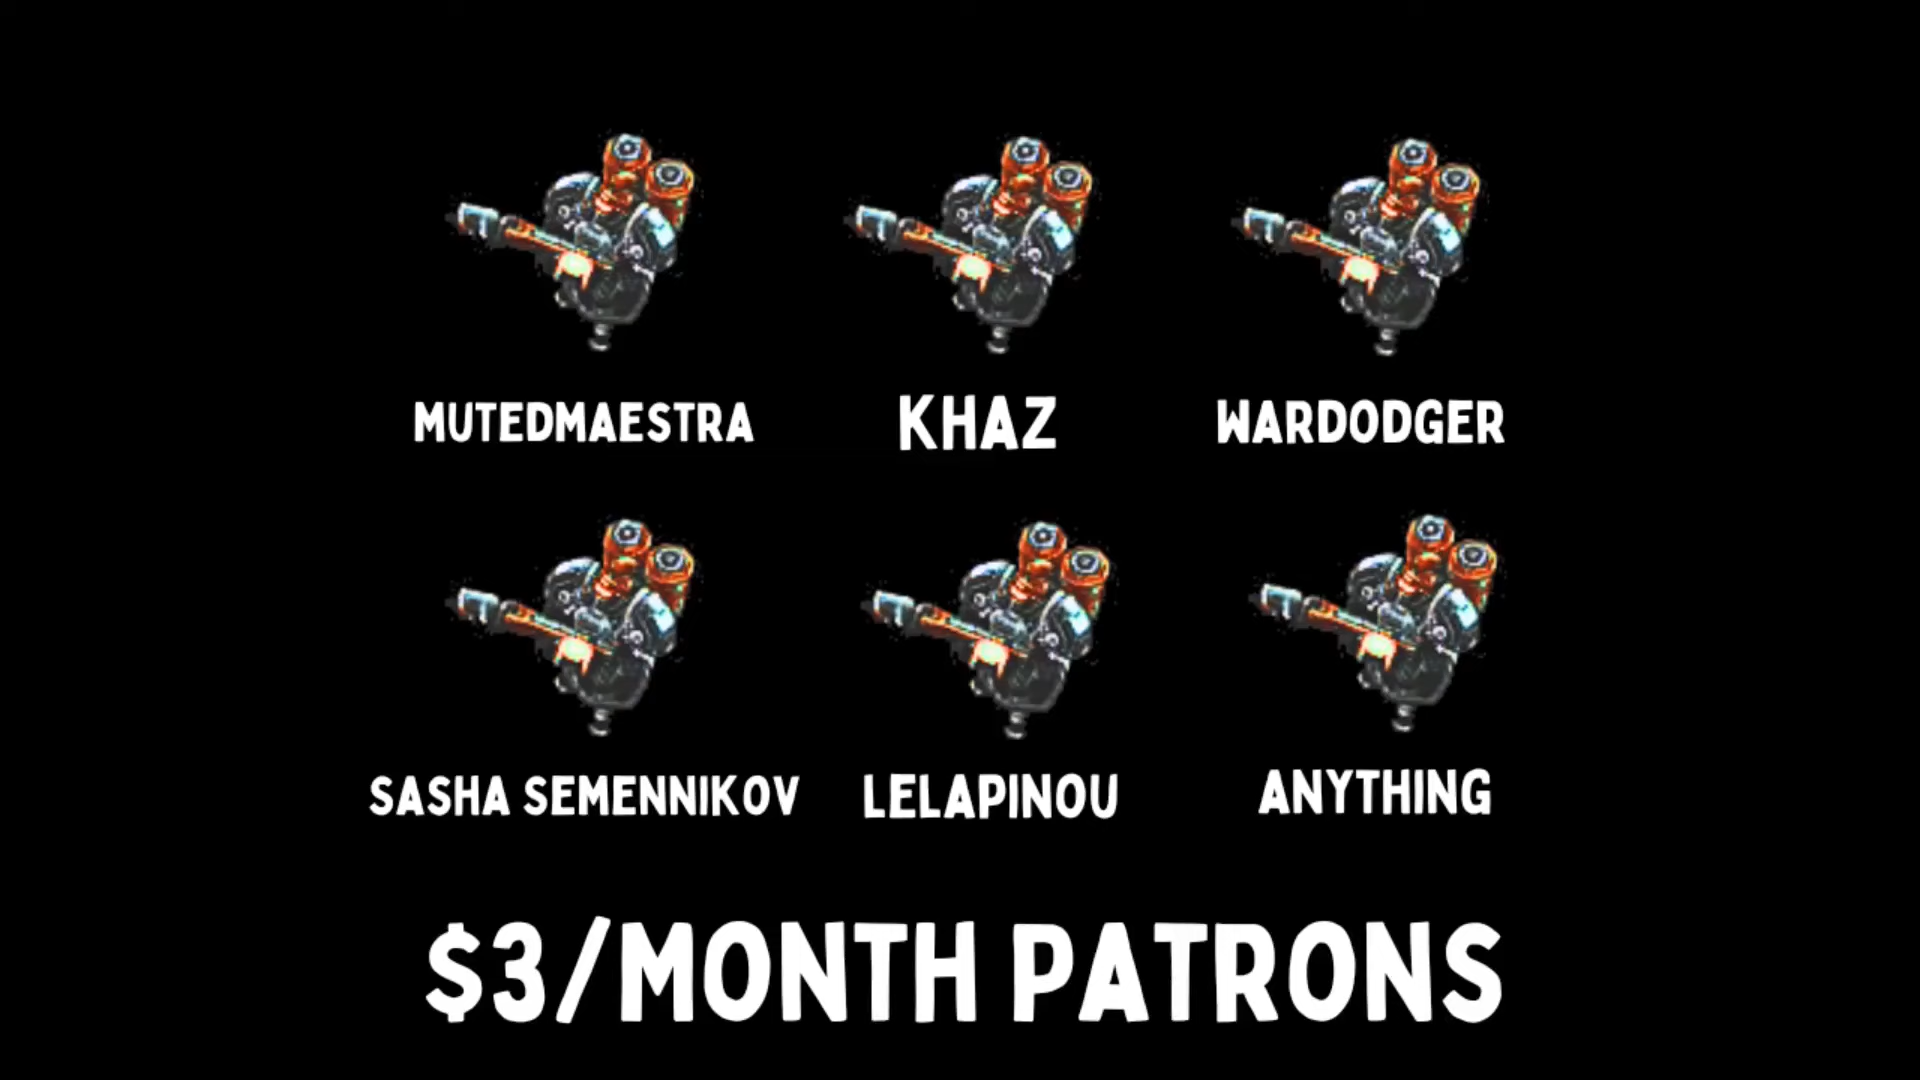 MUTEDMAESTRA KHAZ WARDODGER
SASHA SEMENNIKOV LELAPINOU ANYTHING
$3/MONTH PATRONS